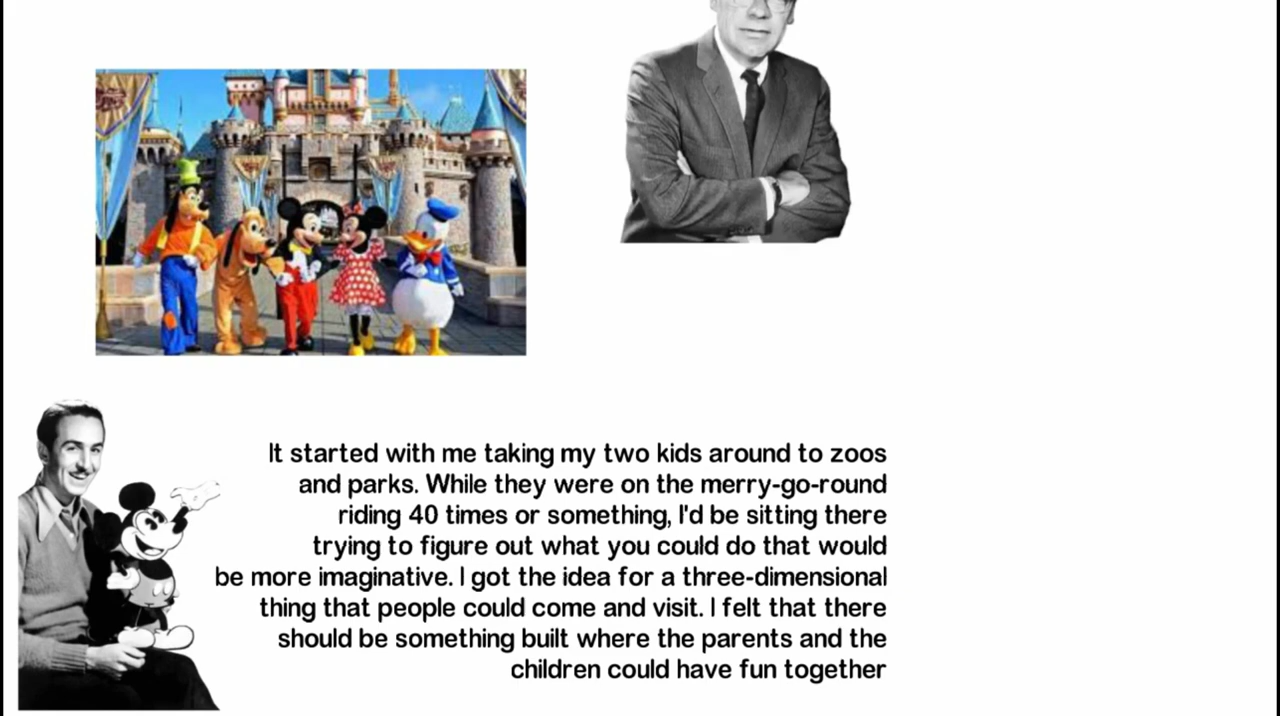 It started with me taking my two kids around to zoos
and parks. While they were on the merry-go-round
riding 40 times or something, I'd be sitting there
trying to figure out what you could do that would
be more imaginative. I got the idea for a three-dimensional
thing that people could come and visit. I felt that there
should be something built where the parents and the
children could have fun together